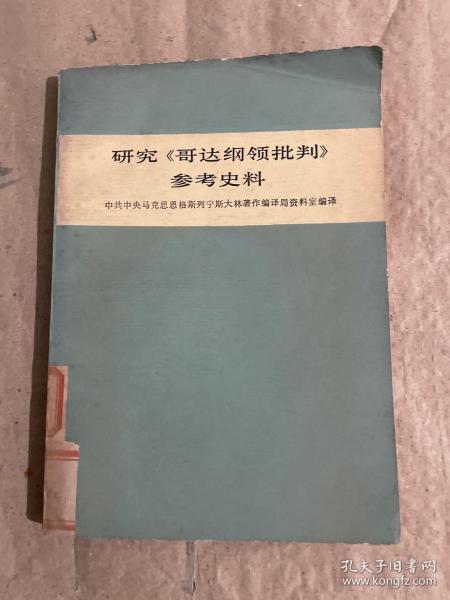 研究《哥达纲领批判》
参考史料
中共中央马克思恩格斯列宁斯大林著作编译局资料室编译
孔夫子旧书网
www.kongfz.com